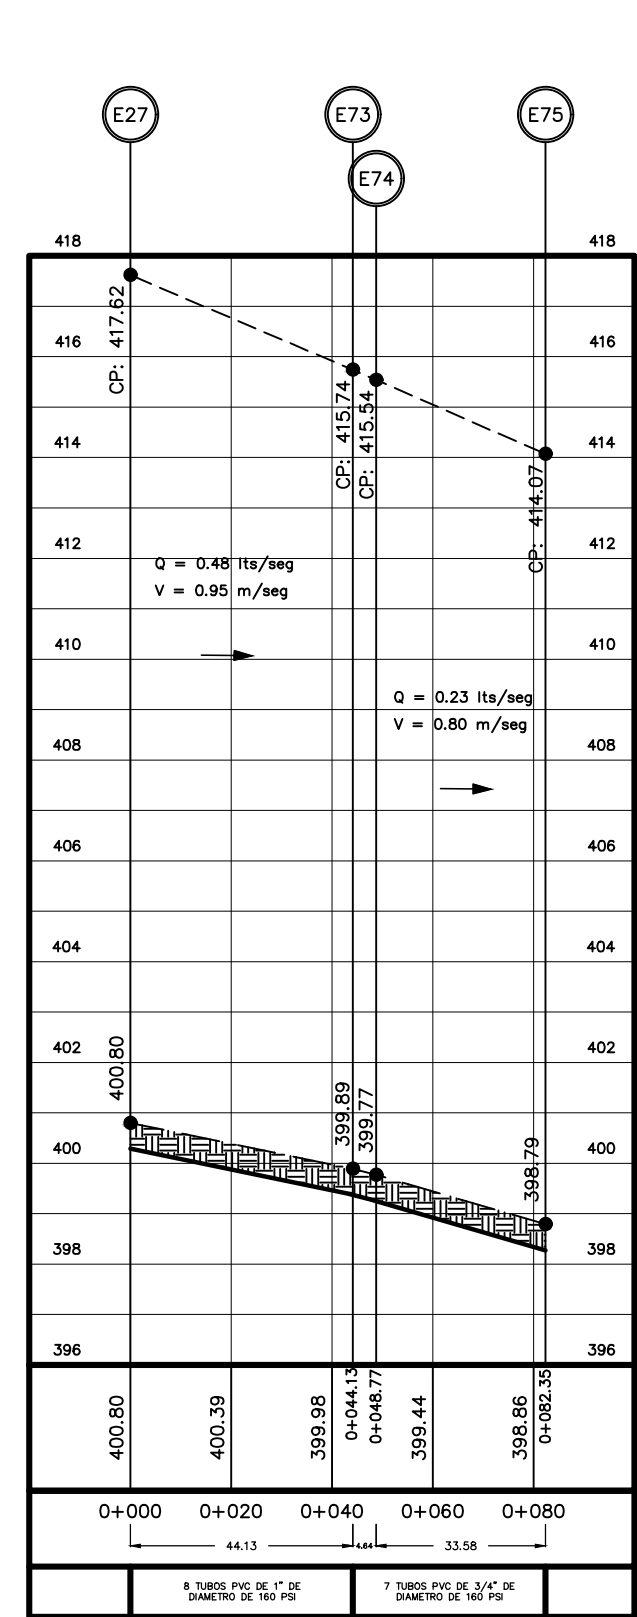 E27
E73
E75
E74
418
418
CP: 417.62
416
416
CP: 415.74
CP: 415.54
414
414
CP: 414.07
412
412
Q = 0.48 lts/seg
V = 0.95 m/seg
410
410
Q = 0.23 lts/seg
V = 0.80 m/seg
408
408
406
406
404
404
402
402
400.80
399.89
399.77
398.79
400
400
398
398
396
396
400.80
400.39
399.98
0+044.13
0+048.77
399.44
398.86
0+082.35
0+000
0+020
0+040
0+060
0+080
44.13
4.64
33.58
8 TUBOS PVC DE 1" DE
DIAMETRO DE 160 PSI
7 TUBOS PVC DE 3/4" DE
DIAMETRO DE 160 PSI